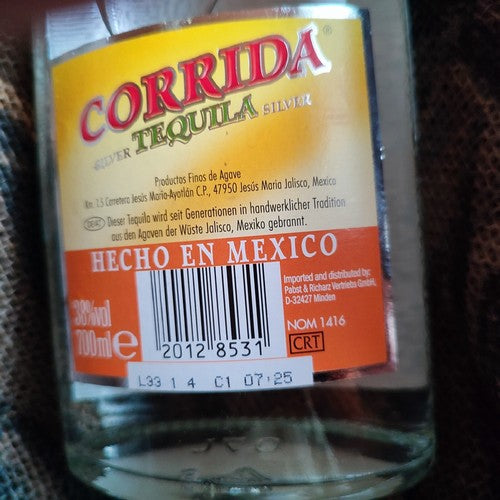 CORRIDA®
SILVER TEQUILA SILVER
Productos Finos de Agave
Km. 1.5 Carretera Jesús María-Ayotlán C.P., 47950 Jesús María Jalisco, Mexico
DE/AT Dieser Tequila wird seit Generationen in handwerklicher Tradition
aus den Agaven der Wüste Jalisco, Mexiko gebrannt.
HECHO EN MEXICO
38%vol
700ml e
2012 8531
Imported and distributed by:
Pabst & Richarz Vertriebs GmbH,
D-32427 Minden
NOM 1416
CRT
L33 1 4 C1 07:25